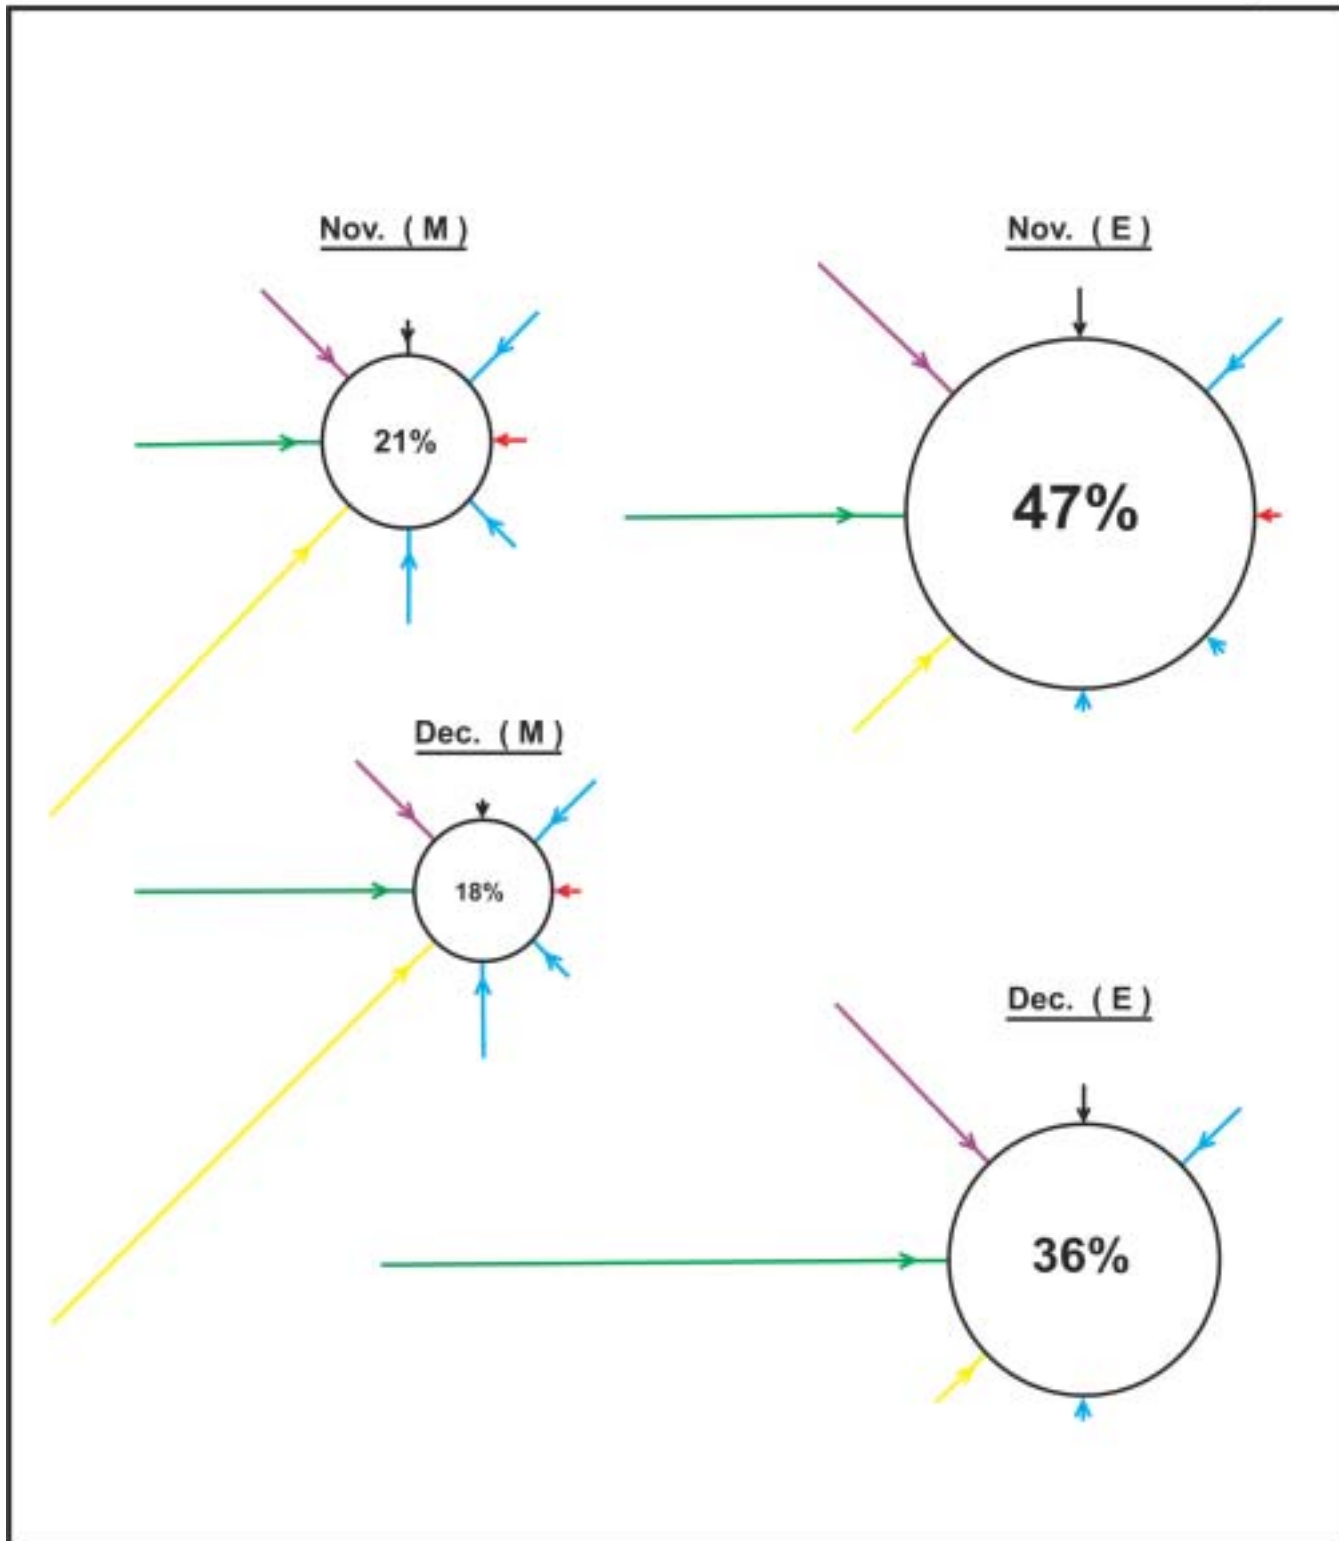 Nov. ( M )
Nov. ( E )
21%
47%
Dec. ( M )
18%
Dec. ( E )
36%